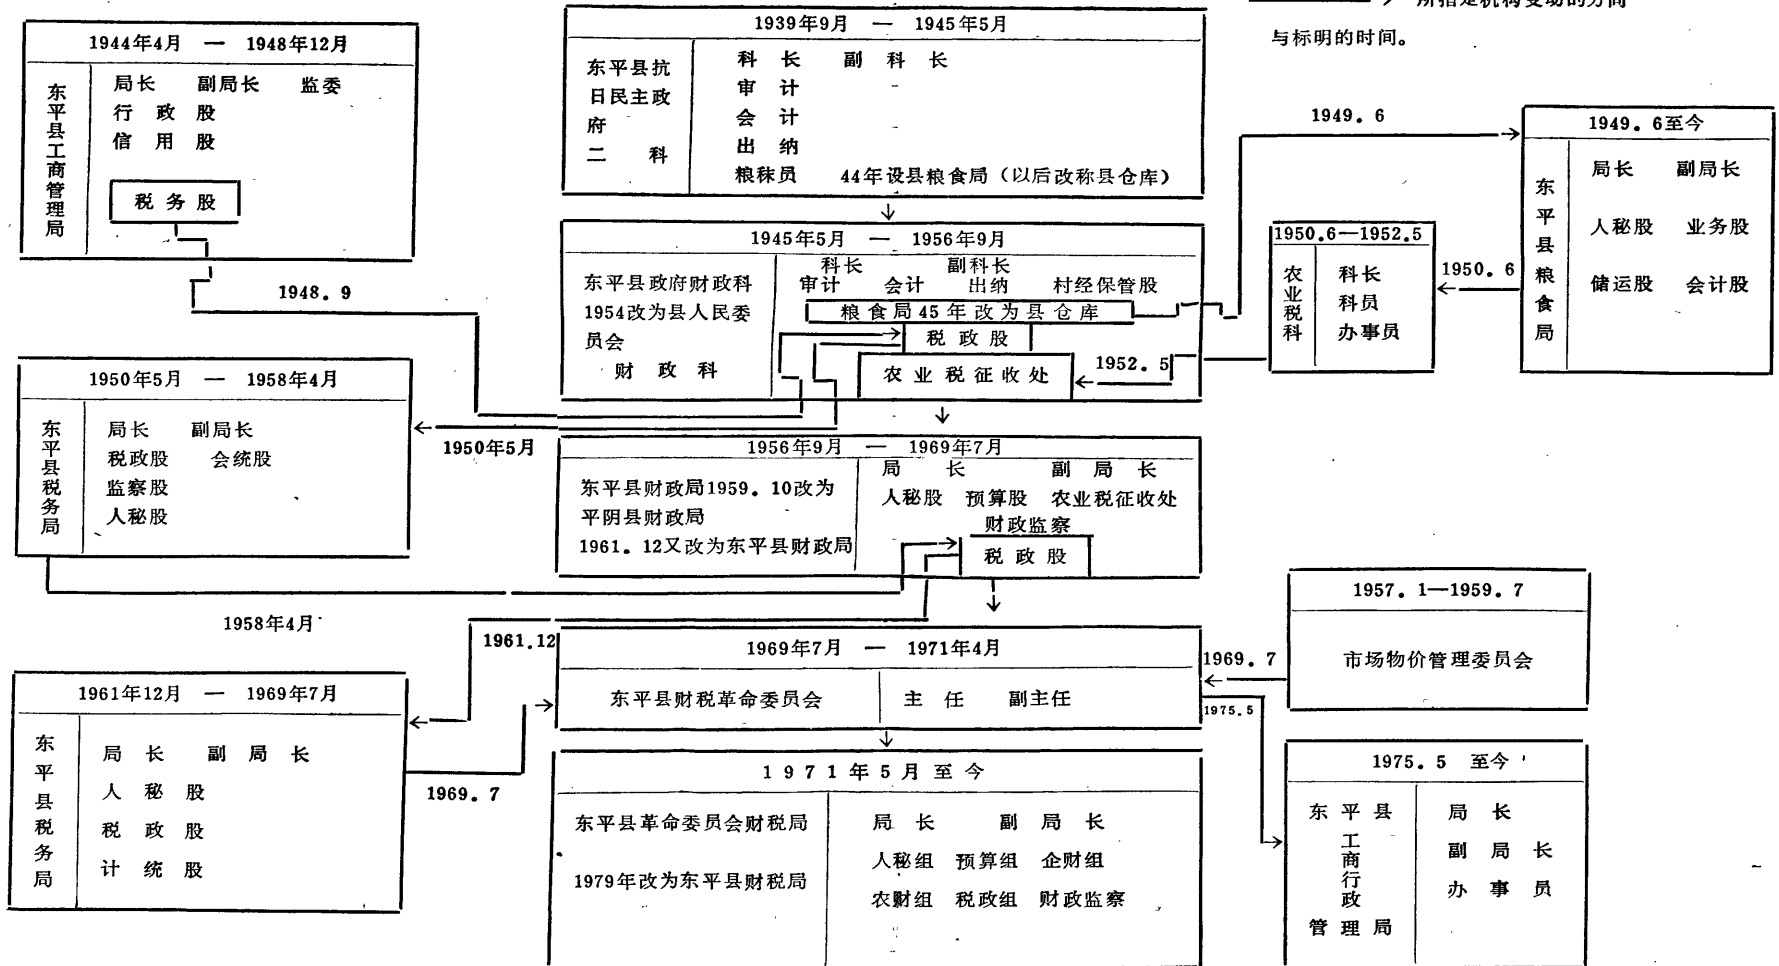 所指是机构变动的方向
与标明的时间。
1944年4月 — 1948年12月
东平县工商管理局
局长 副局长 监委
行政股
信用股
税务股
1948.9
1939年9月 — 1945年5月
东平县抗
日民主政
府
二科
科长 副科长
审计
会计
出纳
粮秣员 44年设县粮食局（以后改称县仓库）
1945年5月 — 1956年9月
东平县政府财政科
1954改为县人民委
员会
财政科
科长 副科长
审计 会计 出纳 村经保管股
粮食局45年改为县仓库
税政股
农业税征收处
1949.6
1949.6至今
东平县粮食局
局长 副局长
人秘股 业务股
储运股 会计股
1950.6
1950.6—1952.5
农业税科
科长
科员
办事员
1952.5
1950年5月 — 1958年4月
东平县税务局
局长 副局长
税政股 会统股
监察股
人秘股
1950年5月
1956年9月 — 1969年7月
东平县财政局1959.10改为
平阴县财政局
1961.12又改为东平县财政局
局长 副局长
人秘股 预算股 农业税征收处
财政监察
税政股
1958年4月
1961.12
1961年12月 — 1969年7月
东平县税务局
局长 副局长
人秘股
税政股
计统股
1969.7
1969年7月 — 1971年4月
东平县财税革命委员会
主任 副主任
1969.7
1957.1—1959.7
市场物价管理委员会
1975.5
1971年5月至今
东平县革命委员会财税局
1979年改为东平县财税局
局长 副局长
人秘组 预算组 企财组
农财组 税政组 财政监察
1975.5 至今
东平县
工商行政
管理局
局长
副局长
办事员